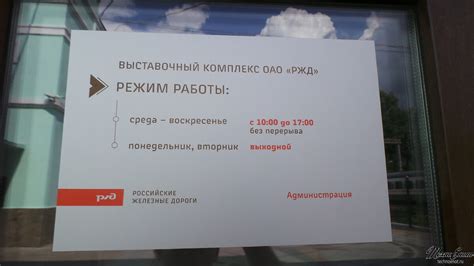 ВЫСТАВОЧНЫЙ КОМПЛЕКС ОАО «РЖД»
РЕЖИМ РАБОТЫ:
среда – воскресенье с 10:00 до 17:00
без перерыва
понедельник, вторник выходной
ржд РОССИЙСКИЕ
ЖЕЛЕЗНЫЕ ДОРОГИ
Администрация